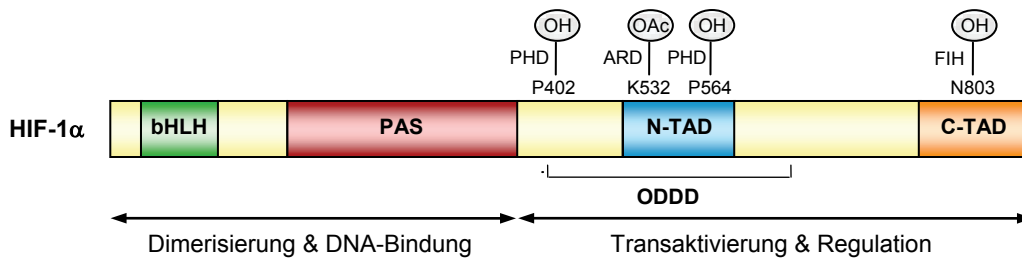 OH OAc OH OH
PHD ARD PHD FIH
P402 K532 P564 N803
HIF-1α bHLH PAS N-TAD C-TAD
ODDD
Dimerisierung & DNA-Bindung Transaktivierung & Regulation